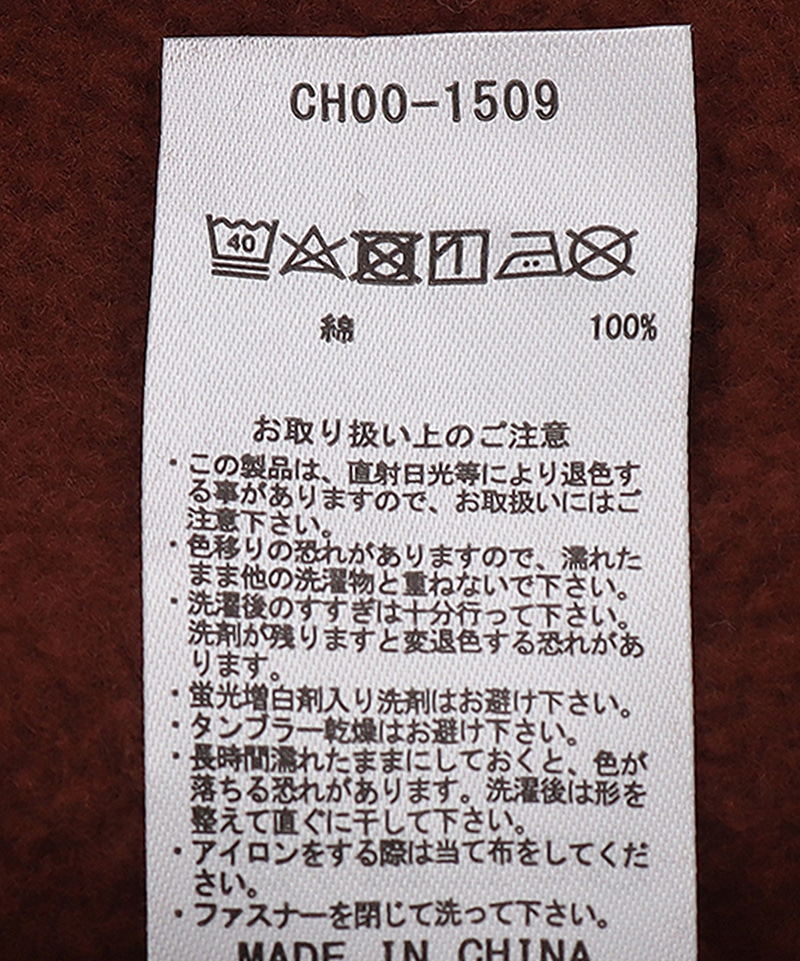 CH00-1509
40
綿 100%
お取り扱い上のご注意
・この製品は、直射日光等により退色す
る事がありますので、お取扱いにはご
注意下さい。
・色移りの恐れがありますので、濡れた
まま他の洗濯物と重ねないで下さい。
・洗濯後のすすぎは十分行って下さい。
洗剤が残りますと変退色する恐れがあ
ります。
・蛍光増白剤入り洗剤はお避け下さい。
・タンブラー乾燥はお避け下さい。
・長時間濡れたままにしておくと、色が
落ちる恐れがあります。洗濯後は形を
整えて直ぐに干して下さい。
・アイロンをする際は当て布をしてくだ
さい。
・ファスナーを閉じて洗って下さい。
MADE IN CHINA